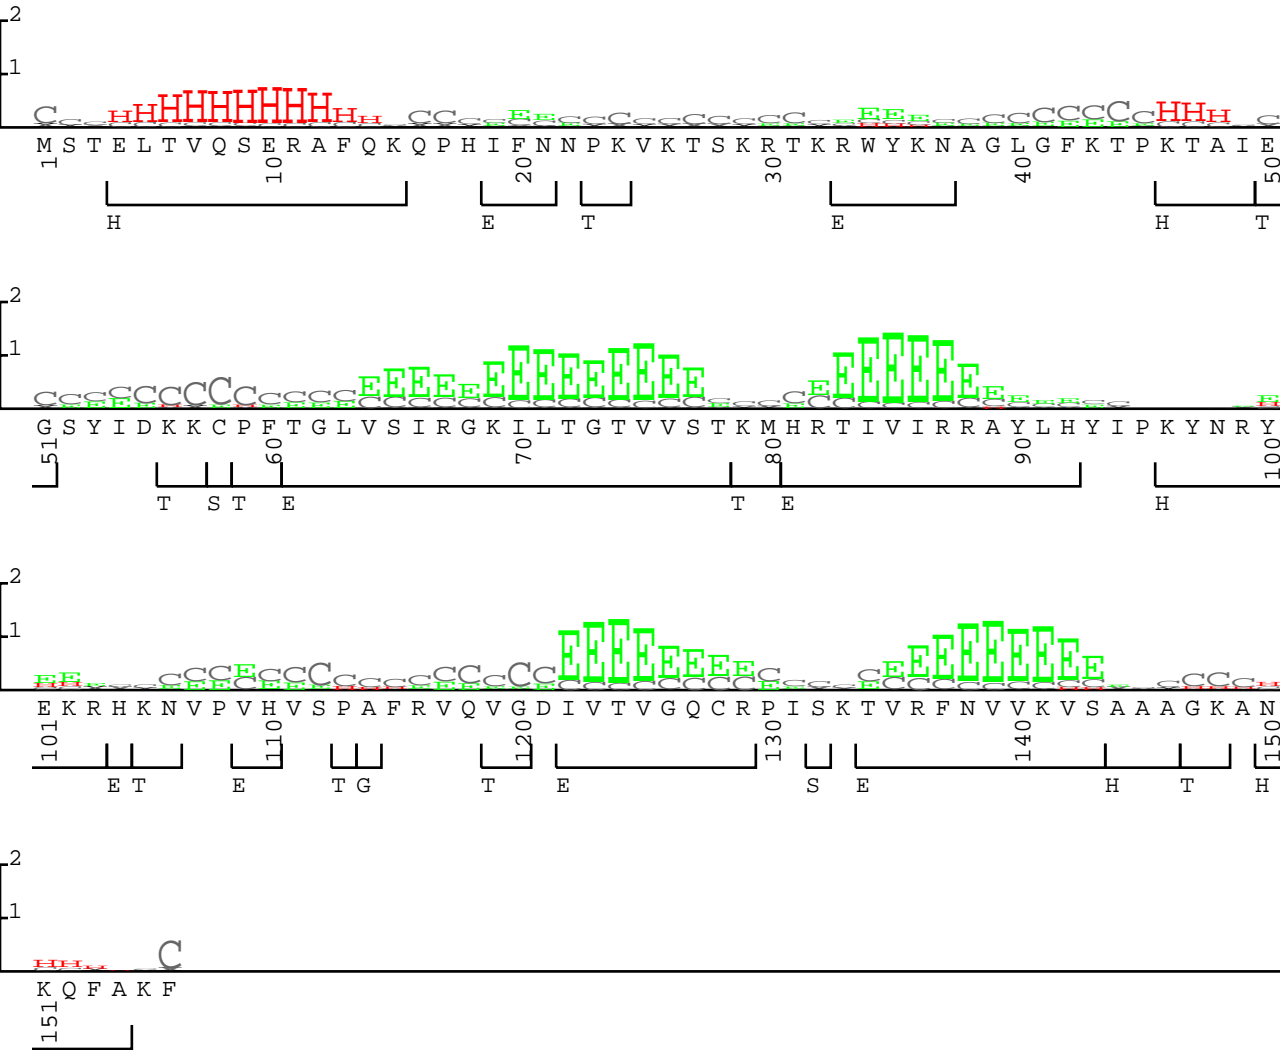 2
1
C H H H H H H H H H H H C C E E C C C C C C C C E E E C C C C C C C H H H C
M S T E L T V Q S E R A F Q K Q P H I F N N P K V K T S K R T K R W Y K N A G L G F K T P K T A I E
1 10 20 30 40 50
H E T E H T
2
1
C C C C C C C C C C C C C E E E E E E E E E E E E E E C E E E E E E E E
G S Y I D K K C P F T G L V S I R G K I L T G T V V S T K M H R T I V I R R A Y L H Y I P K Y N R Y
51 60 70 80 90 100
T S T E T E H
2
1
E E C C C E C C C C C C C C C C C C E E E E E E E E C C E E E E E E E E E C C C
E K R H K N V P V H V S P A F R V Q V G D I V T V G Q C R P I S K T V R F N V V K V S A A A G K A N
101 110 120 130 140 150
E T E T G T E S E H T H
2
1
H H H C
K Q F A K F
151